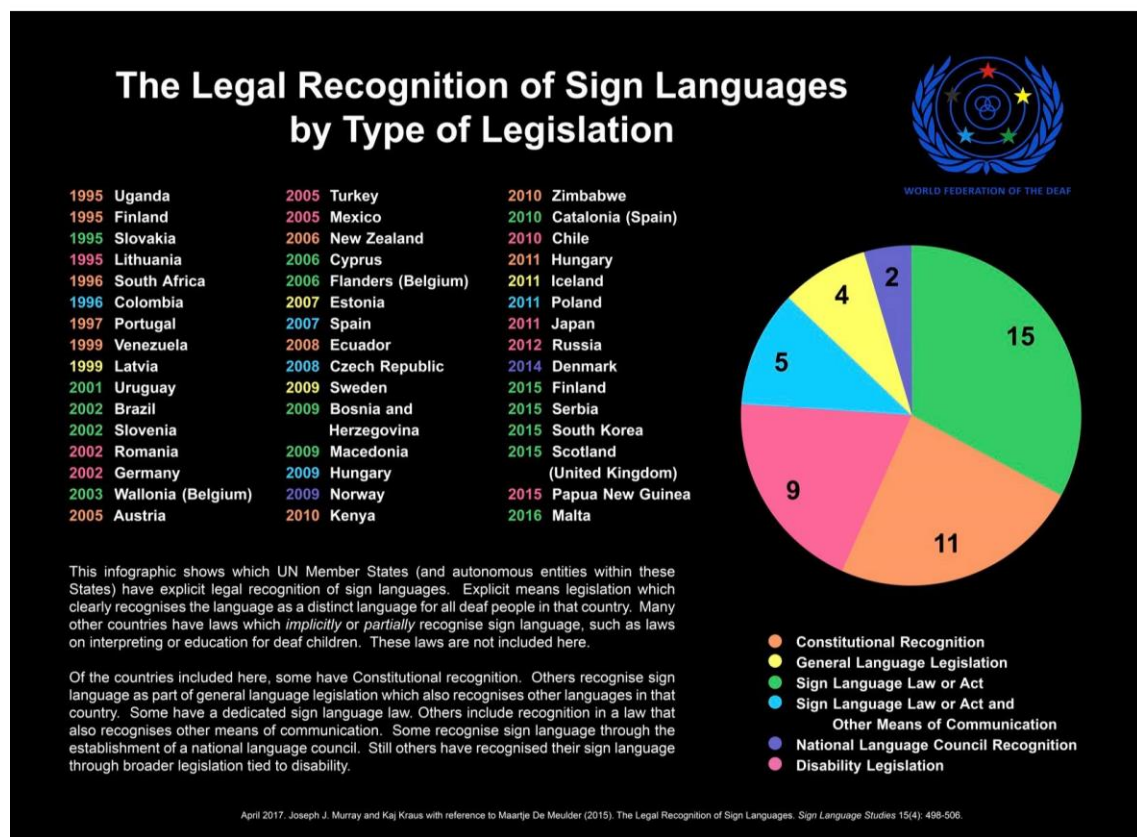 The Legal Recognition of Sign Languages
by Type of Legislation
WORLD FEDERATION OF THE DEAF
1995 Uganda
1995 Finland
1995 Slovakia
1995 Lithuania
1996 South Africa
1996 Colombia
1997 Portugal
1999 Venezuela
1999 Latvia
2001 Uruguay
2002 Brazil
2002 Slovenia
2002 Romania
2002 Germany
2003 Wallonia (Belgium)
2005 Austria
2005 Turkey
2005 Mexico
2006 New Zealand
2006 Cyprus
2006 Flanders (Belgium)
2007 Estonia
2007 Spain
2008 Ecuador
2008 Czech Republic
2009 Sweden
2009 Bosnia and
Herzegovina
2009 Macedonia
2009 Hungary
2009 Norway
2010 Kenya
2010 Zimbabwe
2010 Catalonia (Spain)
2010 Chile
2011 Hungary
2011 Iceland
2011 Poland
2011 Japan
2012 Russia
2014 Denmark
2015 Finland
2015 Serbia
2015 South Korea
2015 Scotland
(United Kingdom)
2015 Papua New Guinea
2016 Malta
2
4
15
5
9
11
This infographic shows which UN Member States (and autonomous entities within these
States) have explicit legal recognition of sign languages. Explicit means legislation which
clearly recognises the language as a distinct language for all deaf people in that country. Many
other countries have laws which implicitly or partially recognise sign language, such as laws
on interpreting or education for deaf children. These laws are not included here.
Of the countries included here, some have Constitutional recognition. Others recognise sign
language as part of general language legislation which also recognises other languages in that
country. Some have a dedicated sign language law. Others include recognition in a law that
also recognises other means of communication. Some recognise sign language through the
establishment of a national language council. Still others have recognised their sign language
through broader legislation tied to disability.
Constitutional Recognition
General Language Legislation
Sign Language Law or Act
Sign Language Law or Act and
Other Means of Communication
National Language Council Recognition
Disability Legislation
April 2017. Joseph J. Murray and Kaj Kraus with reference to Maartje De Meulder (2015). The Legal Recognition of Sign Languages. Sign Language Studies 15(4): 498-506.